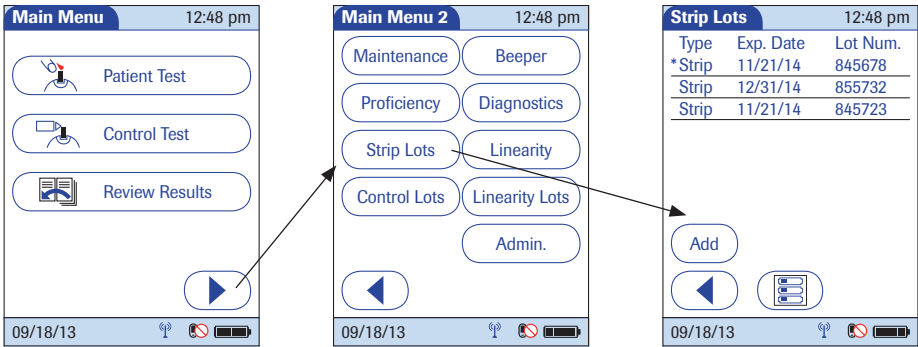 Main Menu 12:48 pm
Patient Test
Control Test
Review Results
09/18/13
Main Menu 2 12:48 pm
Maintenance Beeper
Proficiency Diagnostics
Strip Lots Linearity
Control Lots Linearity Lots
Admin.
09/18/13
Strip Lots 12:48 pm
Type Exp. Date Lot Num.
*Strip 11/21/14 845678
Strip 12/31/14 855732
Strip 11/21/14 845723
Add
09/18/13